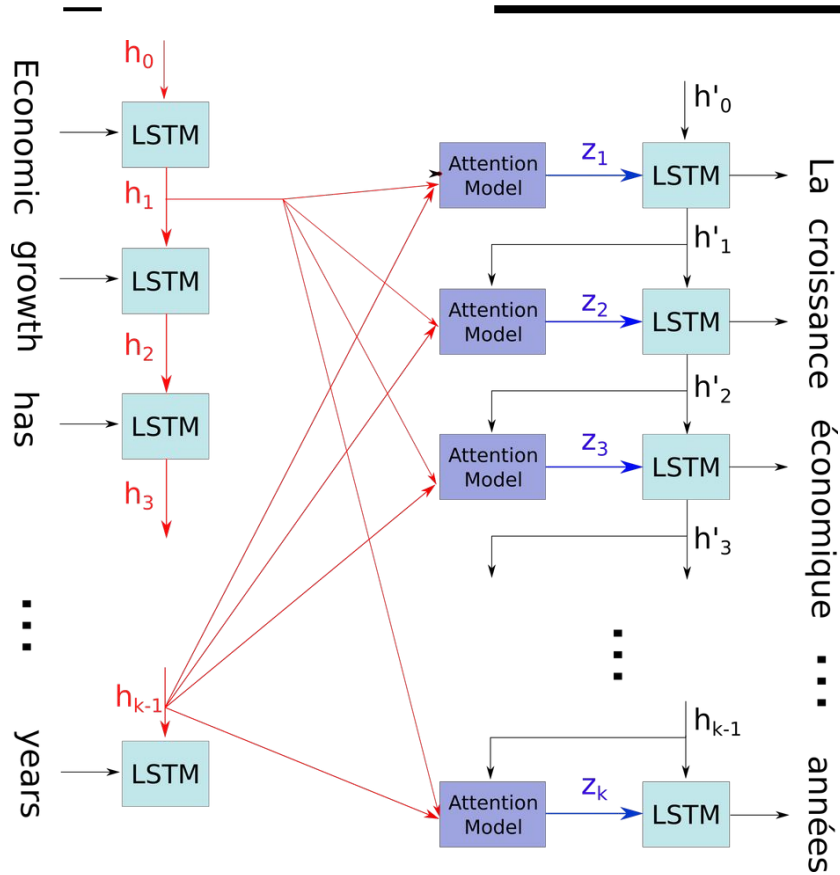 Economic growth has ... years
h0
LSTM
h1
LSTM
h2
LSTM
h3
hk-1
LSTM
h'0
Attention Model
z1
LSTM
h'1
Attention Model
z2
LSTM
h'2
Attention Model
z3
LSTM
h'3
...
hk-1
Attention Model
zk
LSTM
La croissance économique ... années